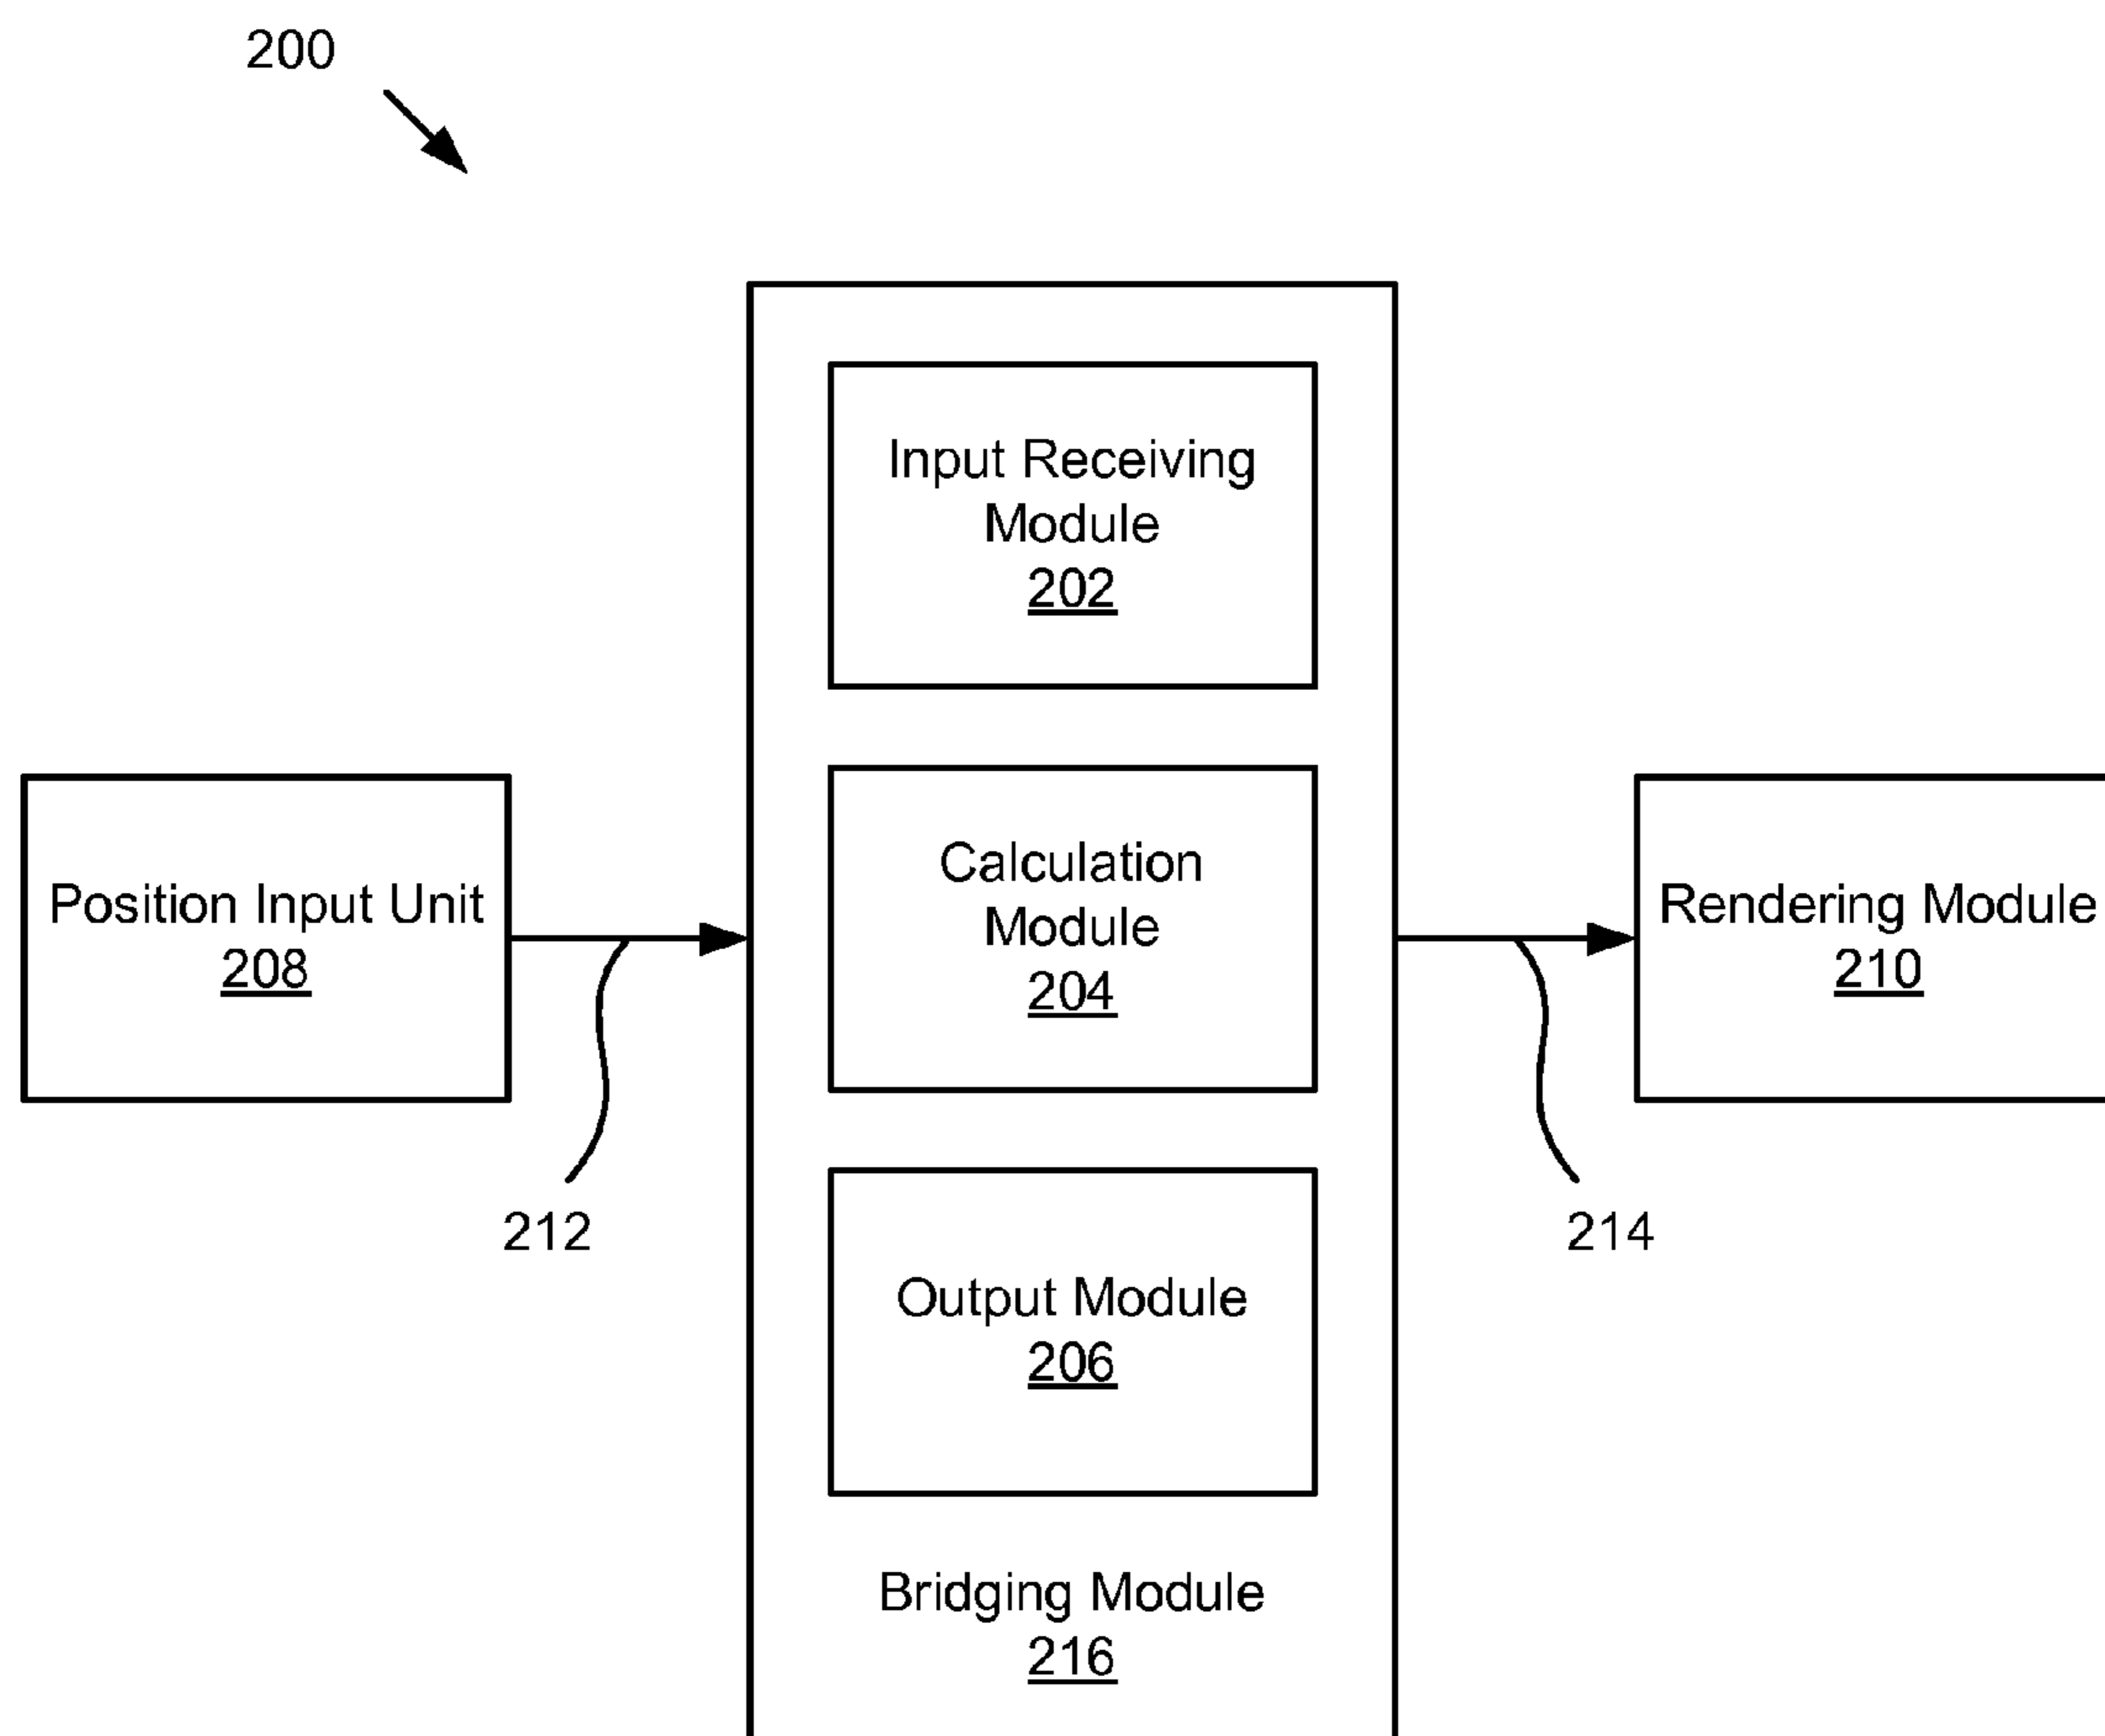 200
Input Receiving
Module
202
Calculation
Module
204
Output Module
206
Bridging Module
216
Position Input Unit
208
212
Rendering Module
210
214